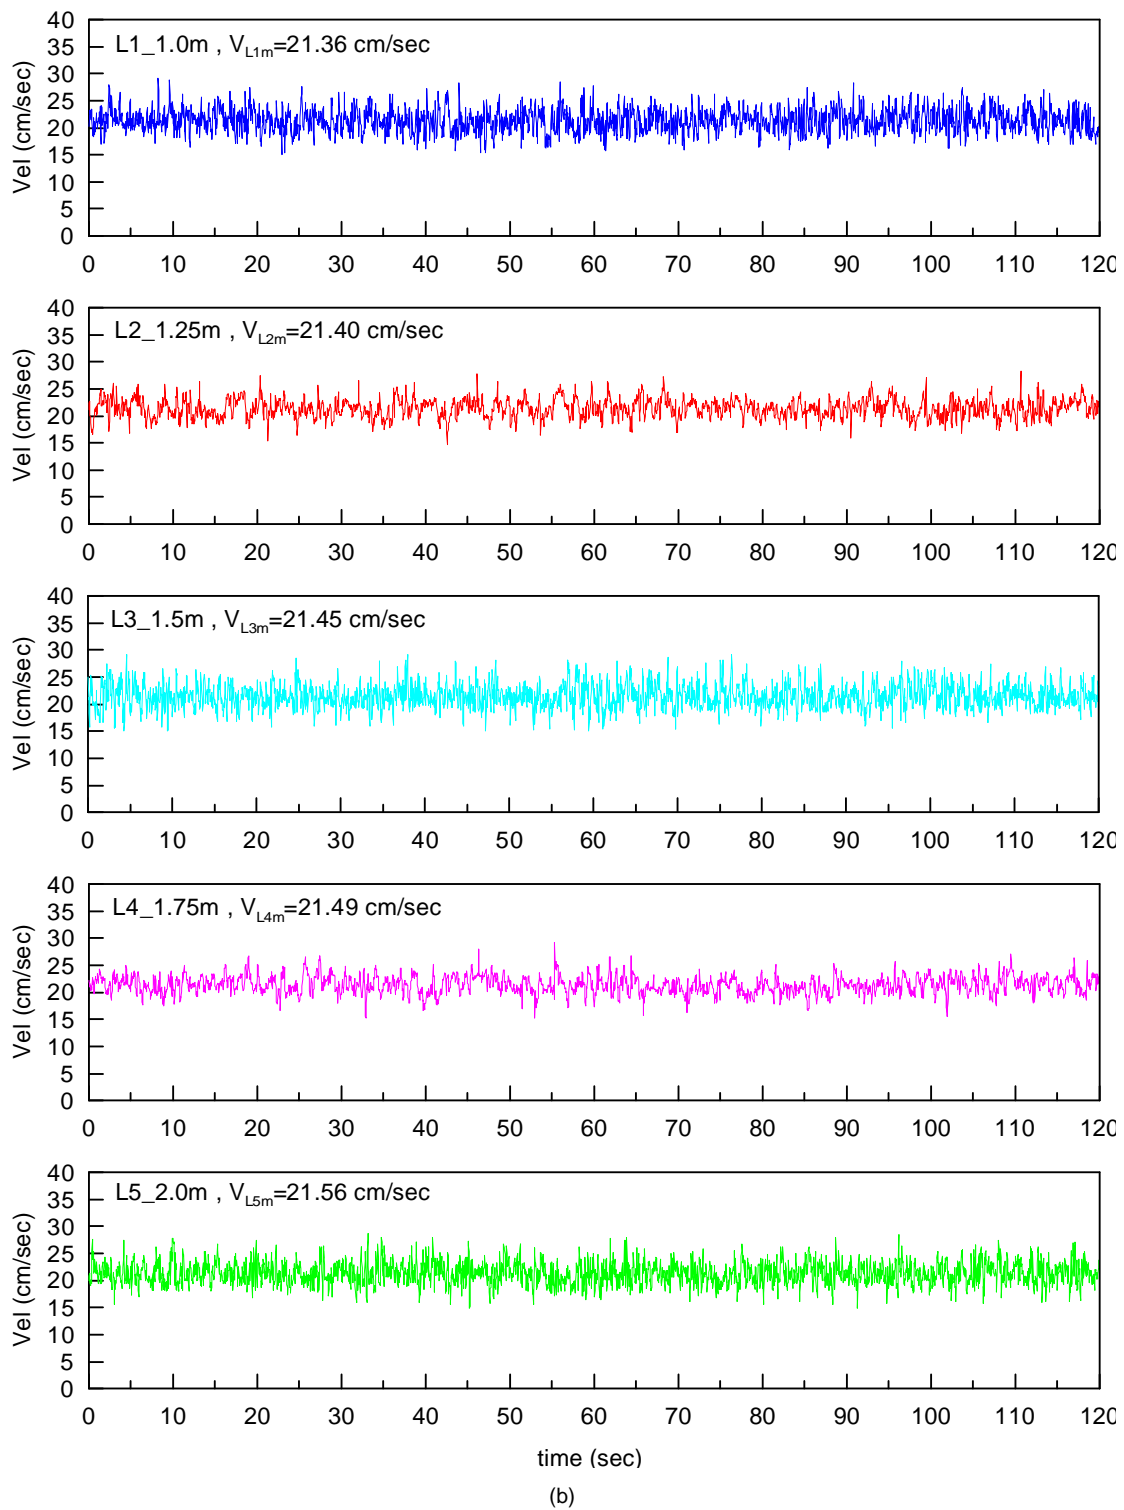 40
35
30
25
20
15
10
5
0
Vel (cm/sec)
L1_1.0m , VL1m=21.36 cm/sec
0 10 20 30 40 50 60 70 80 90 100 110 120
40
35
30
25
20
15
10
5
0
Vel (cm/sec)
L2_1.25m , VL2m=21.40 cm/sec
0 10 20 30 40 50 60 70 80 90 100 110 120
40
35
30
25
20
15
10
5
0
Vel (cm/sec)
L3_1.5m , VL3m=21.45 cm/sec
0 10 20 30 40 50 60 70 80 90 100 110 120
40
35
30
25
20
15
10
5
0
Vel (cm/sec)
L4_1.75m , VL4m=21.49 cm/sec
0 10 20 30 40 50 60 70 80 90 100 110 120
40
35
30
25
20
15
10
5
0
Vel (cm/sec)
L5_2.0m , VL5m=21.56 cm/sec
0 10 20 30 40 50 60 70 80 90 100 110 120
time (sec)
(b)